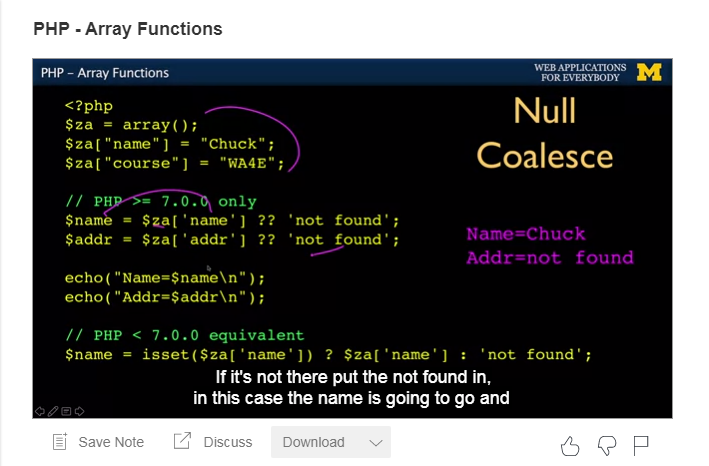 PHP - Array Functions
PHP – Array Functions
WEB APPLICATIONS
FOR EVERYBODY
M
Null
Coalesce
<?php
$za = array();
$za["name"] = "Chuck";
$za["course"] = "WA4E";
// PHP >= 7.0.0 only
$name = $za['name'] ?? 'not found';
$addr = $za['addr'] ?? 'not found';
Name=Chuck
Addr=not found
echo("Name=$name\n");
echo("Addr=$addr\n");
// PHP < 7.0.0 equivalent
$name = isset($za['name']) ? $za['name'] : 'not found';
If it's not there put the not found in,
in this case the name is going to go and
Save Note Discuss Download